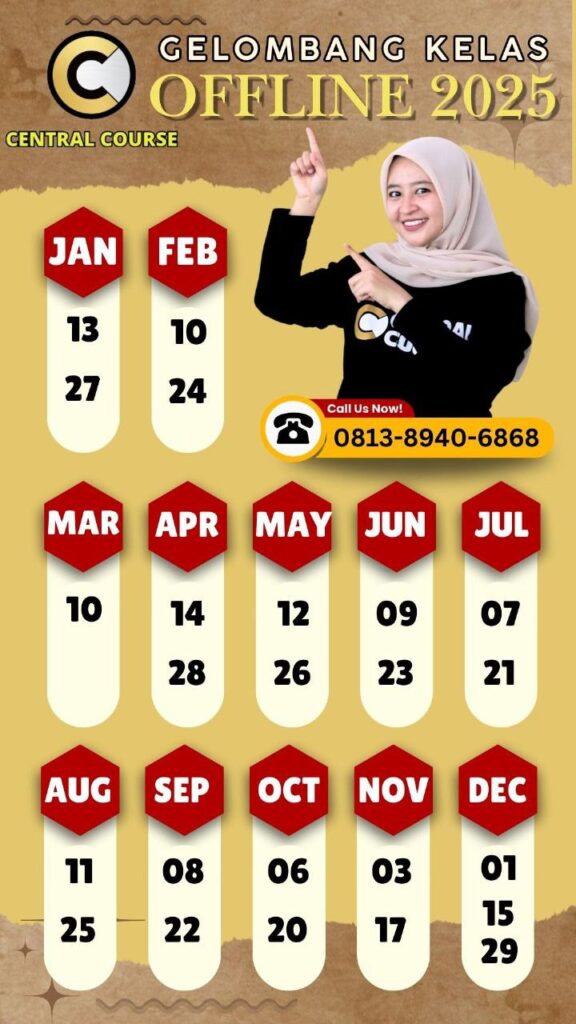 GELOMBANG KELAS
OFFLINE 2025
CENTRAL COURSE
JAN FEB
13 10
27 24
Call Us Now!
0813-8940-6868
MAR APR MAY JUN JUL
10 14 12 09 07
28 26 23 21
AUG SEP OCT NOV DEC
11 08 06 03 01
25 22 20 17 15
29